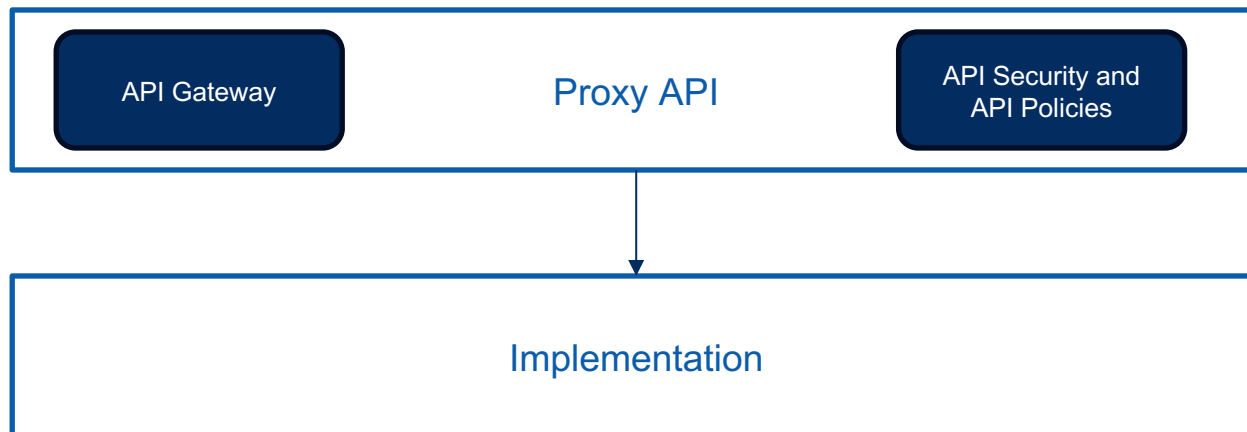 API Gateway
Proxy API
API Security and
API Policies
Implementation